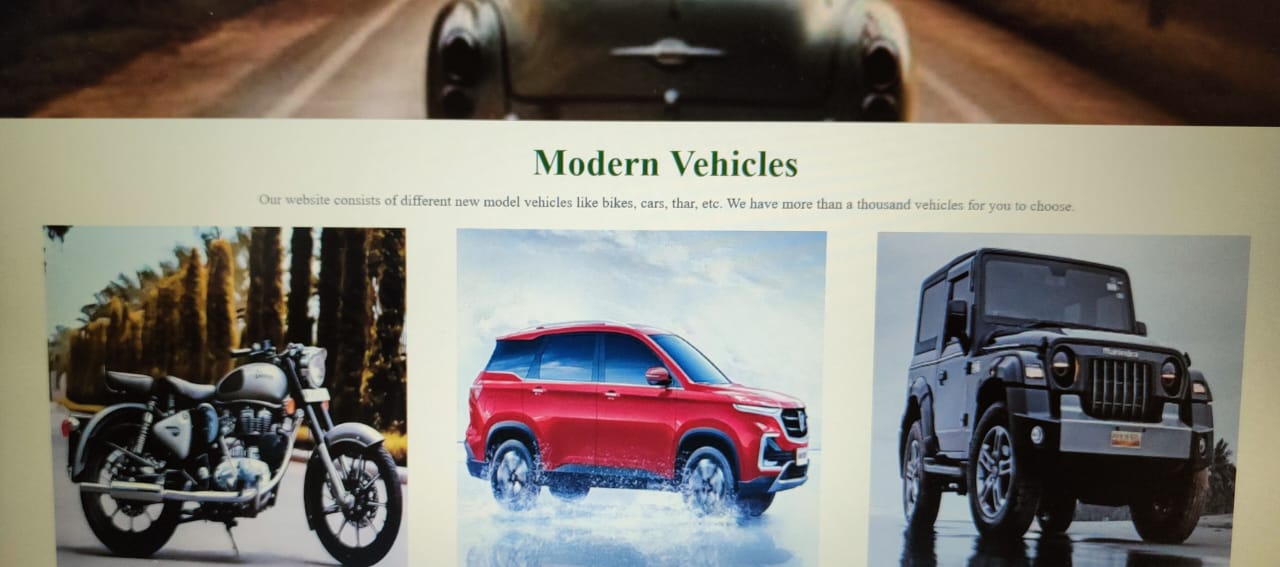 Modern Vehicles
Our website consists of different new model vehicles like bikes, cars, thar, etc. We have more than a thousand vehicles for you to choose.
Mahindra